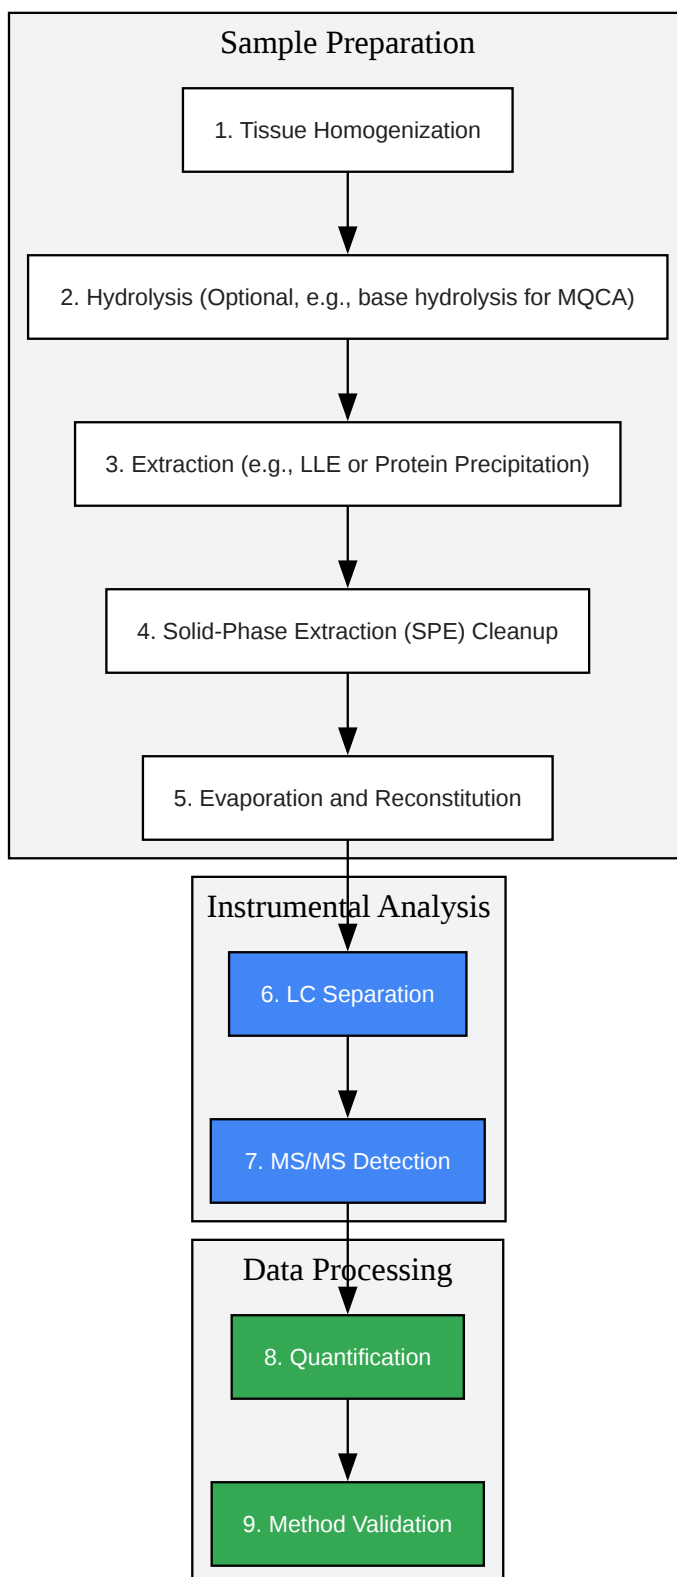 Sample Preparation
1. Tissue Homogenization
2. Hydrolysis (Optional, e.g., base hydrolysis for MQCA)
3. Extraction (e.g., LLE or Protein Precipitation)
4. Solid-Phase Extraction (SPE) Cleanup
5. Evaporation and Reconstitution
Instrumental Analysis
6. LC Separation
7. MS/MS Detection
Data Processing
8. Quantification
9. Method Validation